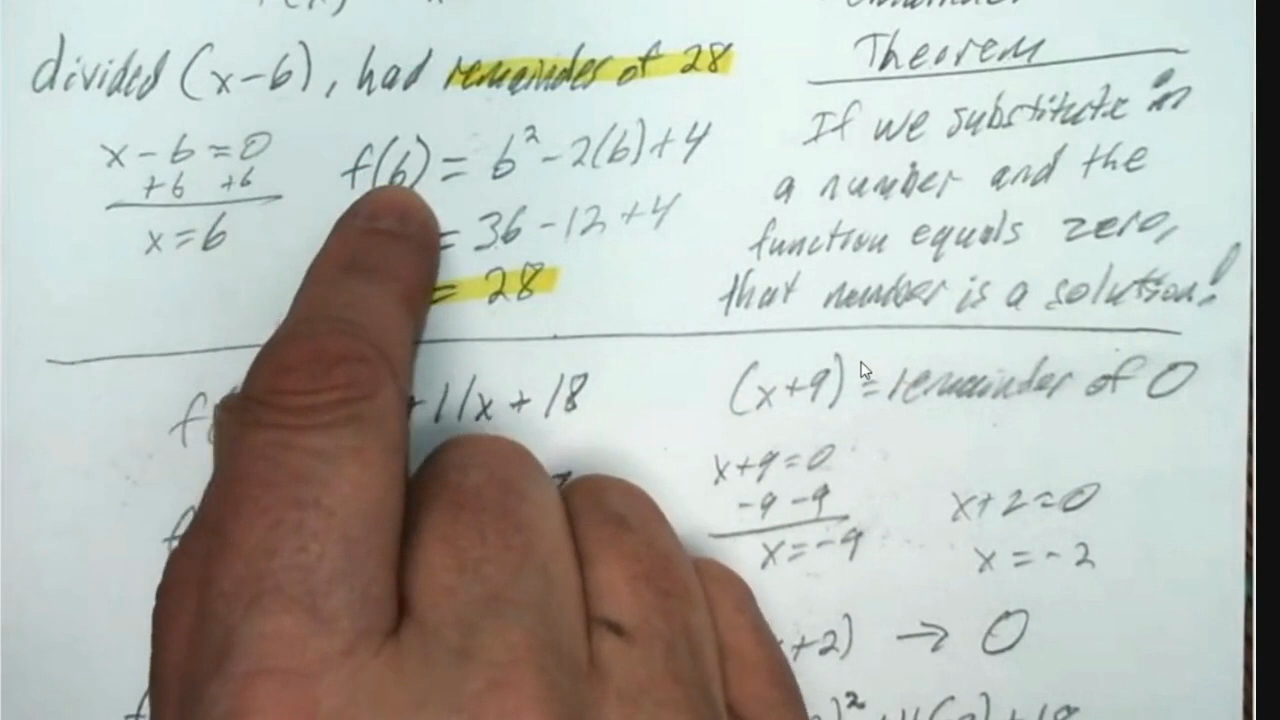 divided (x-6), had remainder of 28
x-6=0
+6 +6
x=6
f(6) = 6²-2(6)+4
= 36-12+4
= 28
Theorem
If we substitute in
a number and the
function equals zero,
that number is a solution!
+11x+18
(x+9) = remainder of 0
x+9=0
-9 -9
x=-9
x+2=0
x=-2
+2) → 0